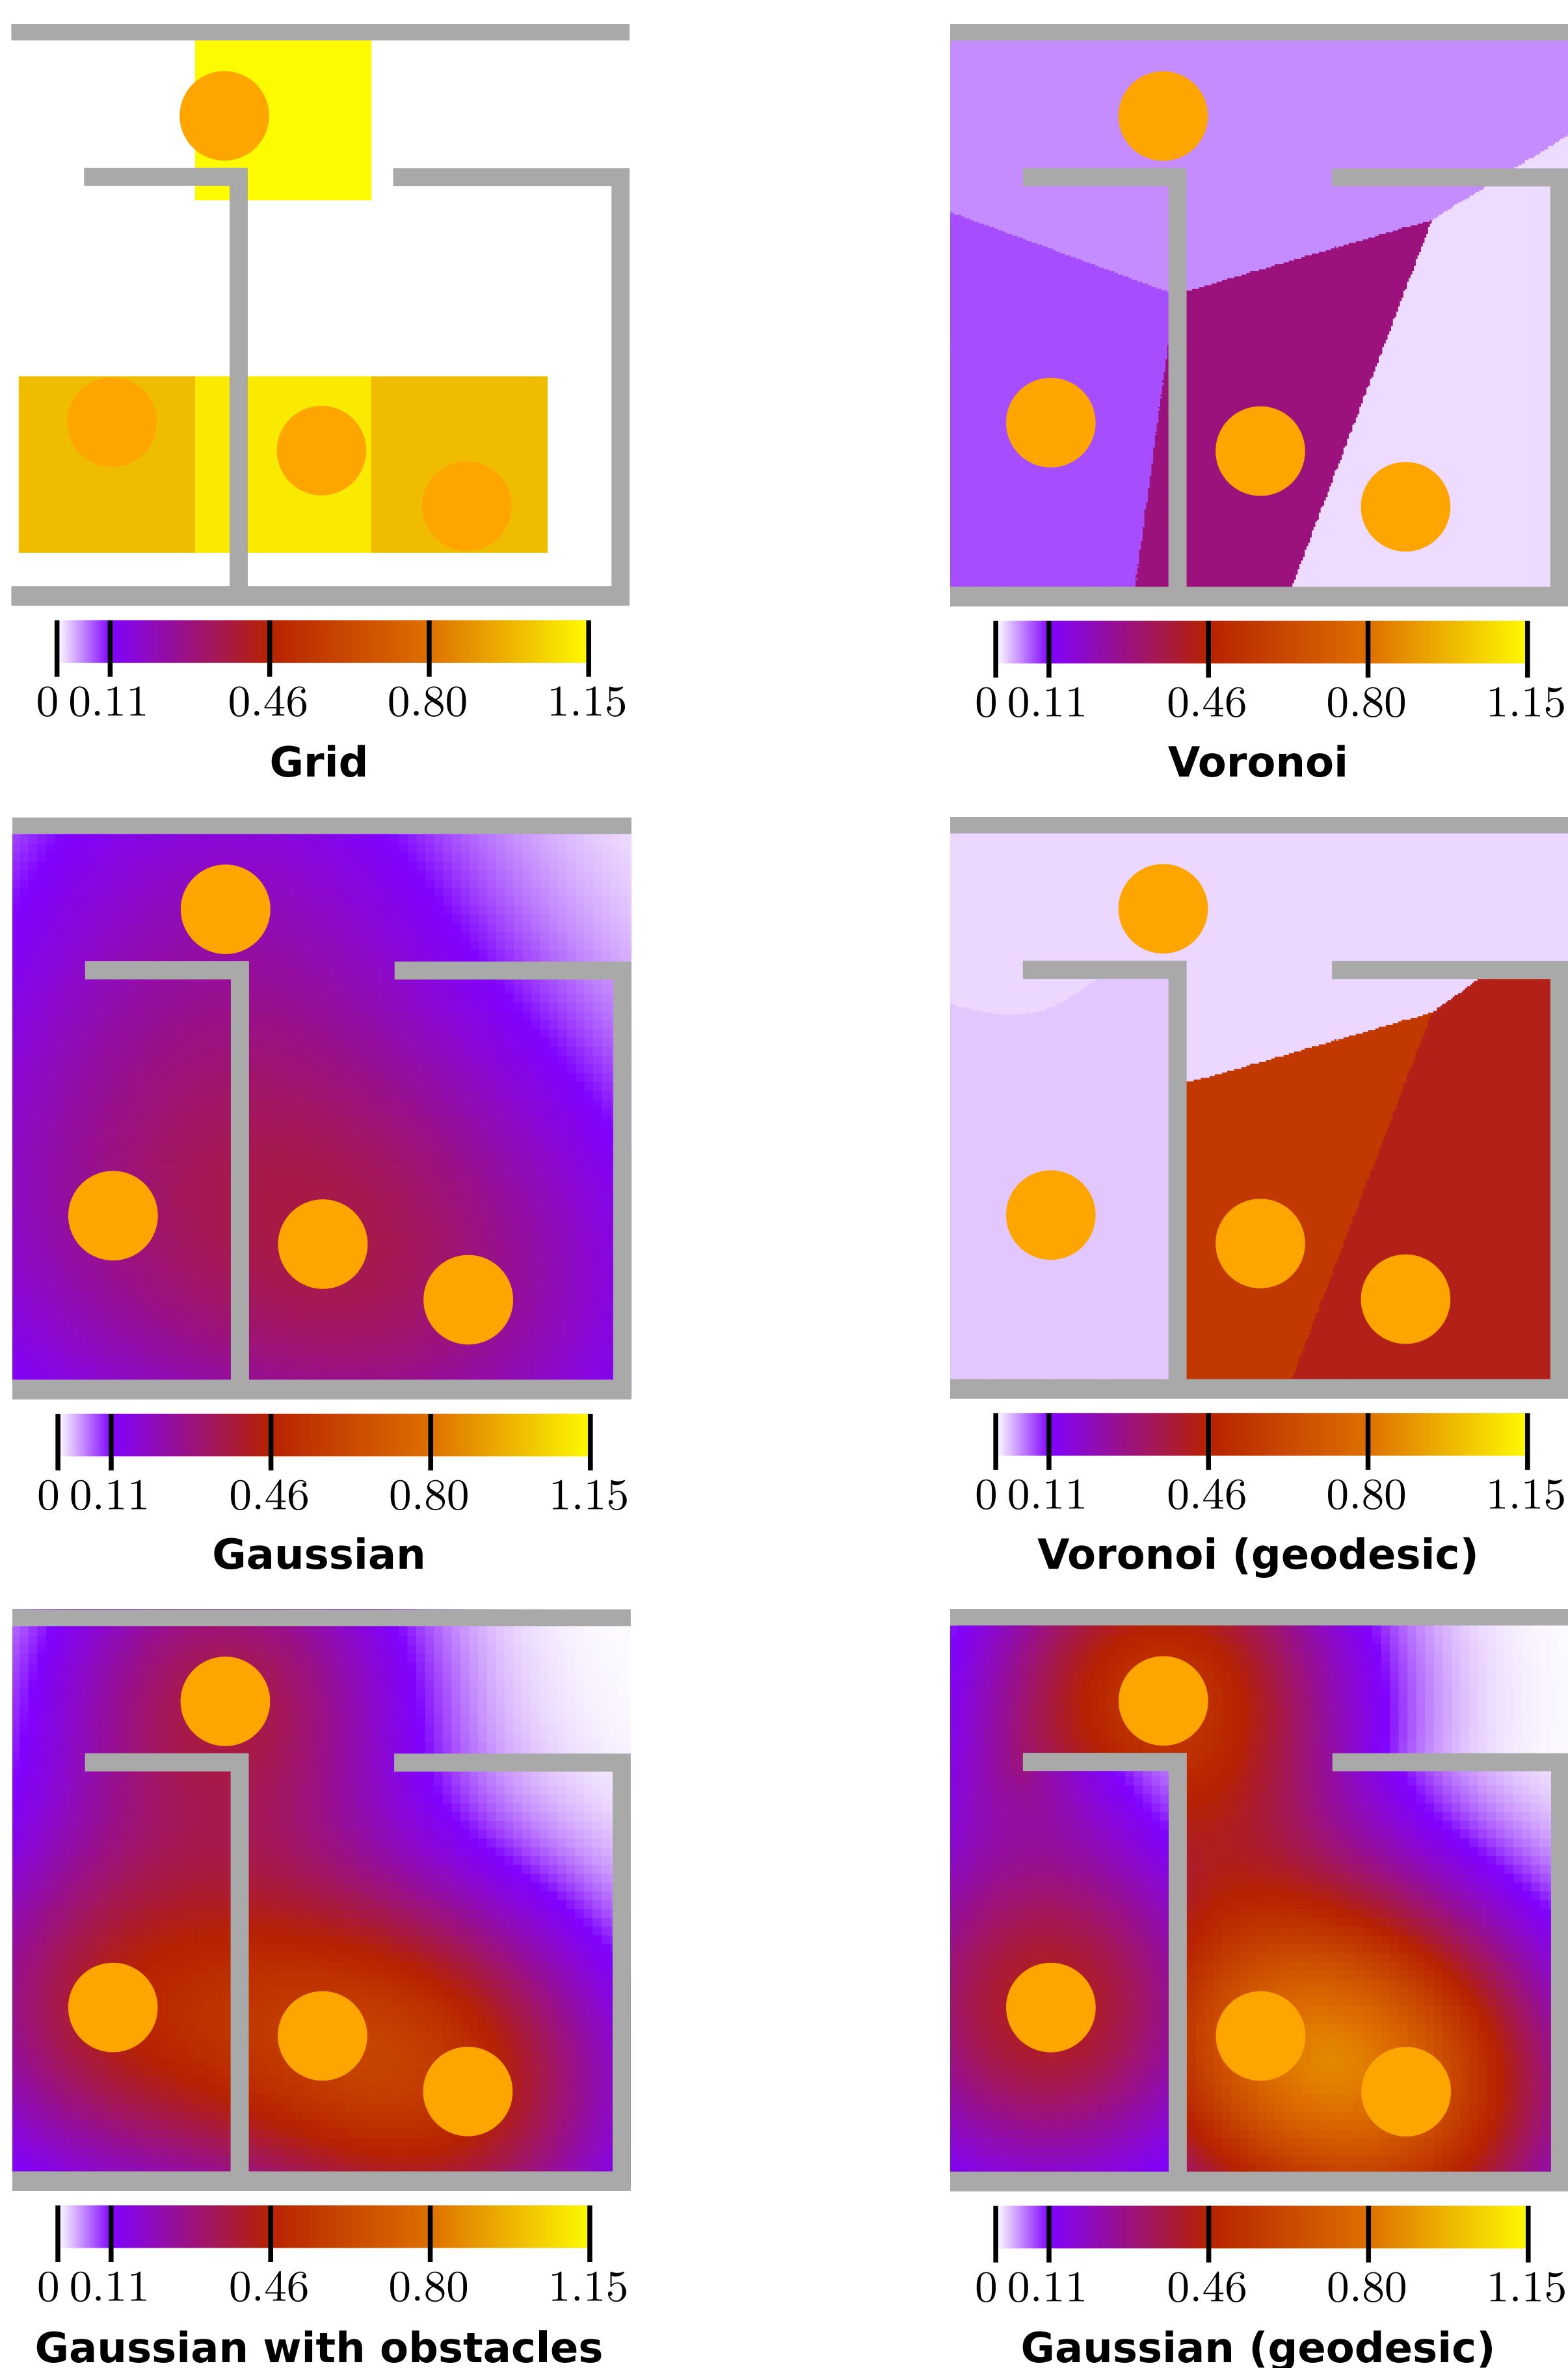 0 0.11 0.46 0.80 1.15
Grid
0 0.11 0.46 0.80 1.15
Voronoi
0 0.11 0.46 0.80 1.15
Gaussian
0 0.11 0.46 0.80 1.15
Voronoi (geodesic)
0 0.11 0.46 0.80 1.15
Gaussian with obstacles
0 0.11 0.46 0.80 1.15
Gaussian (geodesic)